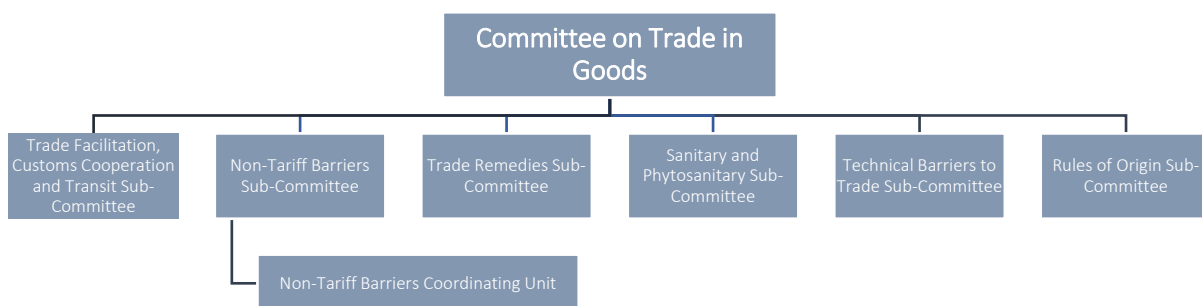 Committee on Trade in
Goods
Trade Facilitation,
Customs Cooperation
and Transit Sub-
Committee
Non-Tariff Barriers
Sub-Committee
Trade Remedies Sub-
Committee
Sanitary and
Phytosanitary Sub-
Committee
Technical Barriers to
Trade Sub-Committee
Rules of Origin Sub-
Committee
Non-Tariff Barriers Coordinating Unit